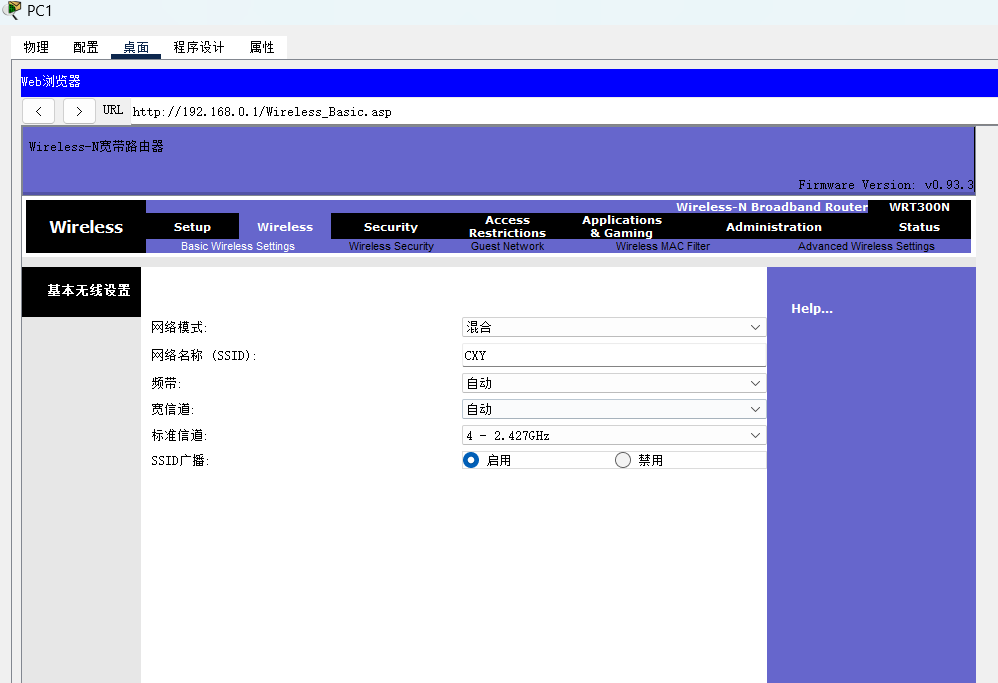 PC1
物理 配置 桌面 程序设计 属性
Web浏览器
< > URL http://192.168.0.1/Wireless_Basic.asp
Wireless-N宽带路由器
Firmware Version: v0.93.3
Wireless-N Broadband Router WRT300N
Wireless
Setup Wireless Security Access Restrictions Applications & Gaming Administration Status
Basic Wireless Settings Wireless Security Guest Network Wireless MAC Filter Advanced Wireless Settings
基本无线设置
Help...
网络模式: 混合
网络名称 (SSID): CXY
频带: 自动
宽信道: 自动
标准信道: 4 - 2.427GHz
SSID广播: 启用 禁用